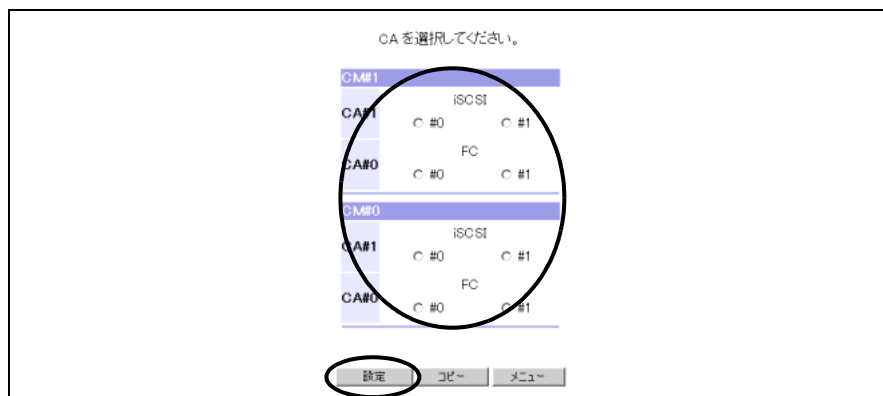 CAを選択してください。
CM#1
iSCSI
CA#1
○ #0 ○ #1
FC
CA#0
○ #0 ○ #1
CM#0
iSCSI
CA#1
○ #0 ○ #1
FC
CA#0
○ #0 ○ #1
設定 コピー メニュー